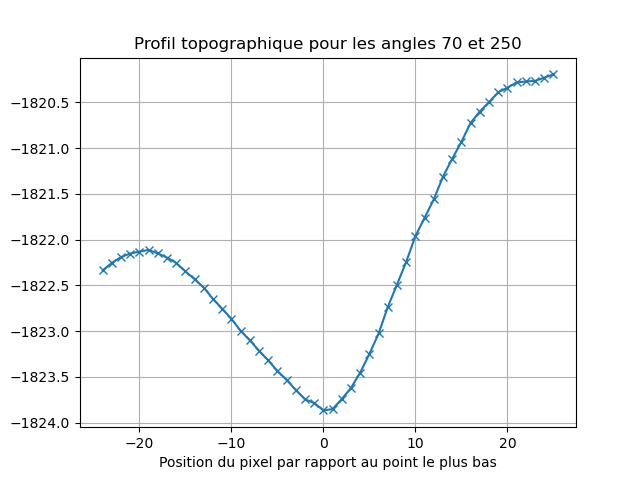 Profil topographique pour les angles 70 et 250
−1820.5
−1821.0
−1821.5
−1822.0
−1822.5
−1823.0
−1823.5
−1824.0
−20 −10 0 10 20
Position du pixel par rapport au point le plus bas